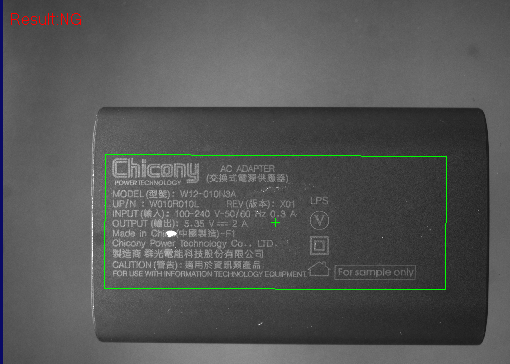 Chicony
POWER TECHNOLOGY
AC ADAPTER
(交換式電源供應器)
MODEL(型號): W12-010N3A
UP/N : W010R010L REV(版本): X01
INPUT(輸入): 100-240 V~50/60 Hz 0.3 A
OUTPUT(輸出): 5.35 V 2 A
Made in (中國製造)-F1
Chicony Power Technology Co., LTD.
製造商 群光電能科技股份有限公司
CAUTION(警告): 適用於資訊類產品
FOR USE WITH INFORMATION TECHNOLOGY EQUIPMENT
LPS
V
For sample only